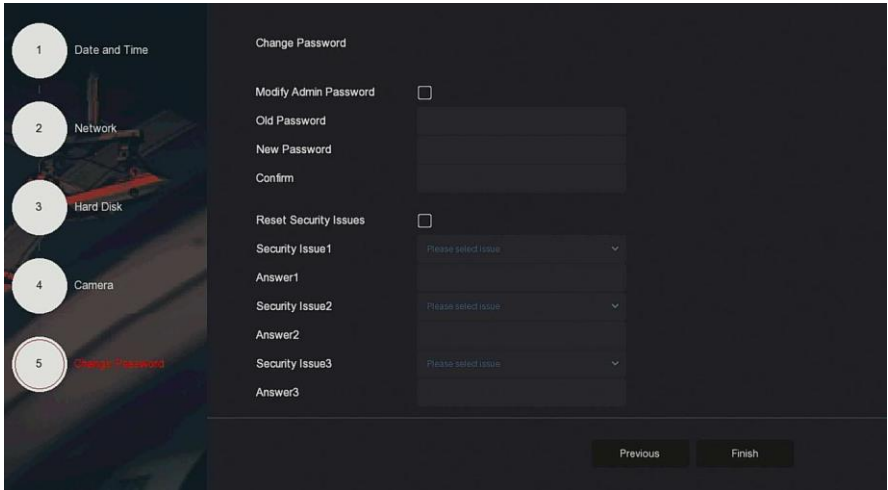 1 Date and Time
2 Network
3 Hard Disk
4 Camera
5 Change Password
Change Password
Modify Admin Password
Old Password
New Password
Confirm
Reset Security Issues
Security Issue1 Please select issue
Answer1
Security Issue2 Please select issue
Answer2
Security Issue3 Please select issue
Answer3
Previous Finish